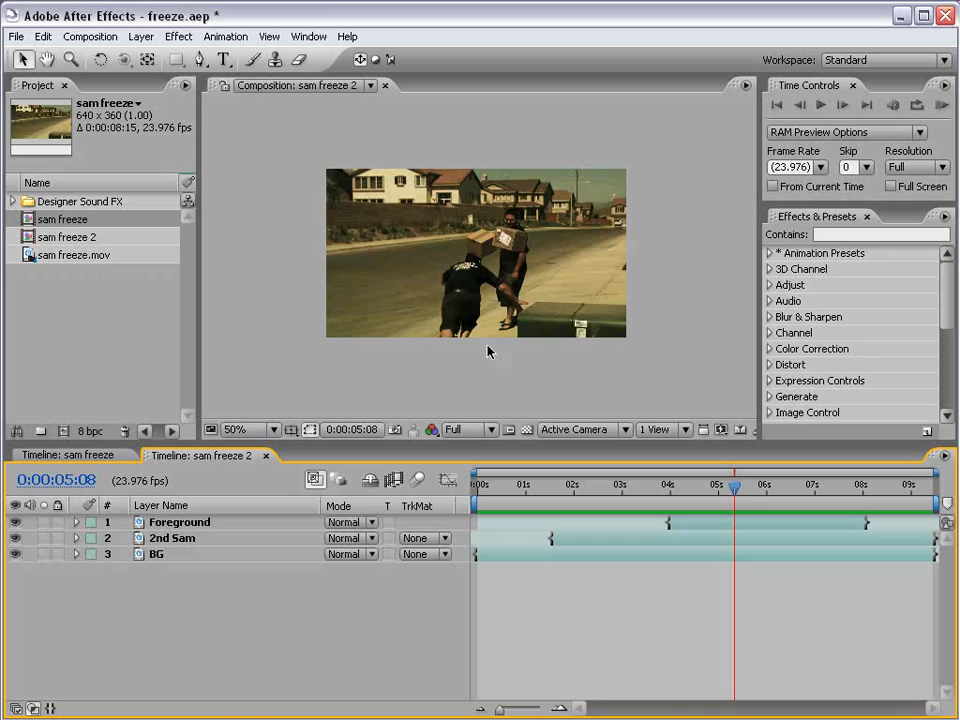 Adobe After Effects - freeze.aep *
File Edit Composition Layer Effect Animation View Window Help
Workspace: Standard
Project
Composition: sam freeze 2
Time Controls
sam freeze
640 x 360 (1.00)
Δ 0:00:08:15, 23.976 fps
RAM Preview Options
Frame Rate Skip Resolution
(23.976) 0 Full
From Current Time Full Screen
Name
Designer Sound FX
sam freeze
sam freeze 2
sam freeze.mov
Effects & Presets
Contains:
* Animation Presets
3D Channel
Adjust
Audio
Blur & Sharpen
Channel
Color Correction
Distort
Expression Controls
Generate
Image Control
8 bpc
50% 0:00:05:08 Full Active Camera 1 View
Timeline: sam freeze Timeline: sam freeze 2
0:00:05:08 (23.976 fps)
:00s 01s 02s 03s 04s 05s 06s 07s 08s 09s
# Layer Name Mode T TrkMat
1 Foreground Normal
2 2nd Sam Normal None
3 BG Normal None